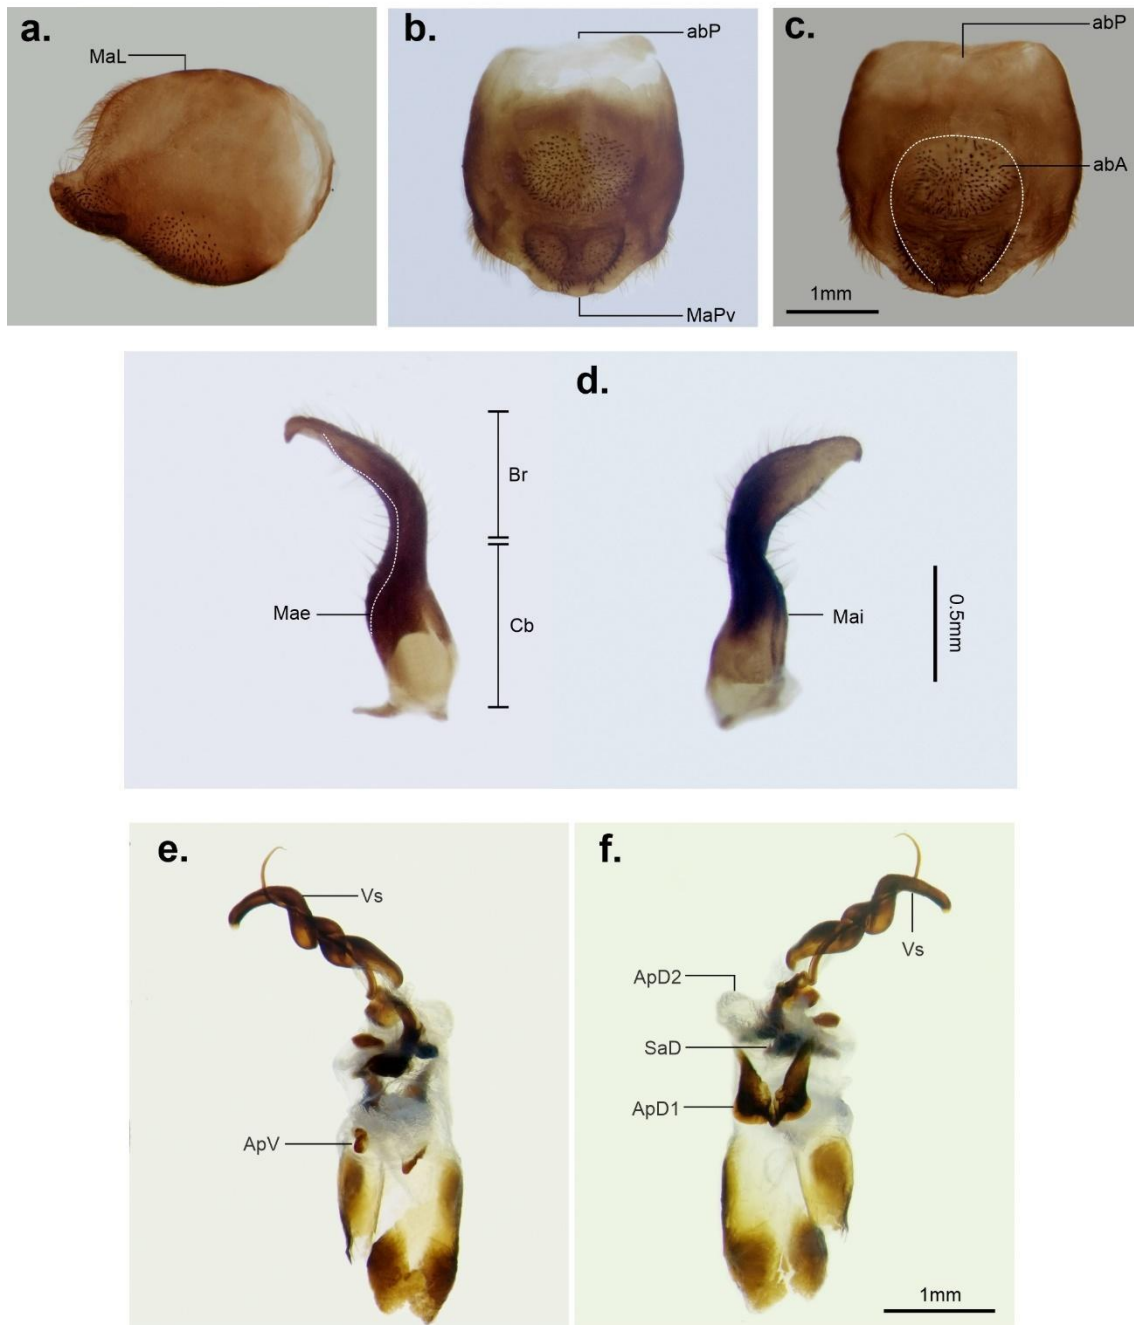 a.
MaL
b.
abP
MaPv
c.
abP
abA
1mm
d.
Br
Cb
Mae
Mai
0.5mm
e.
Vs
ApV
f.
Vs
ApD2
SaD
ApD1
1mm